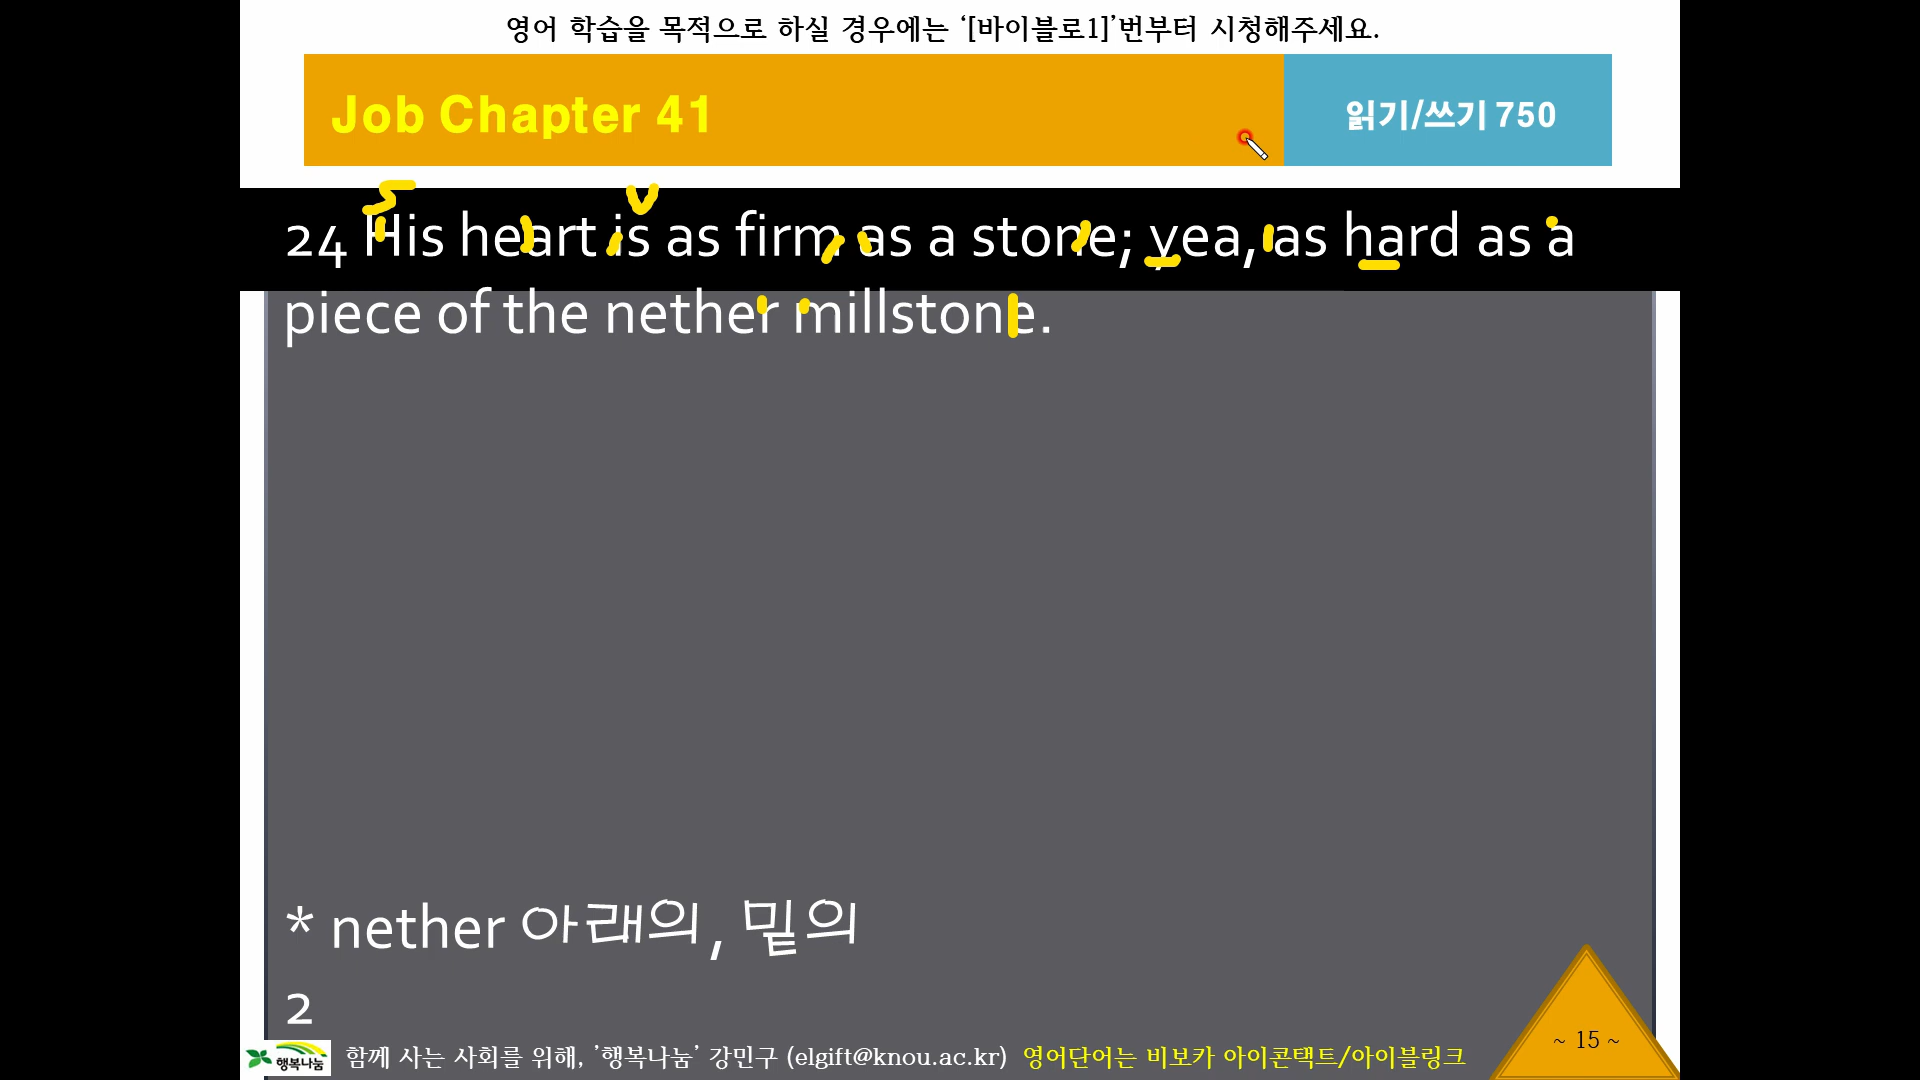 영어 학습을 목적으로 하실 경우에는 ‘[바이블로1]’번부터 시청해주세요.
Job Chapter 41
읽기/쓰기 750
S V
24 His heart is as firm as a stone; yea, as hard as a
piece of the nether millstone.
* nether 아래의, 밑의
2
행복나눔
함께 사는 사회를 위해, ’행복나눔’ 강민구 (elgift@knou.ac.kr) 영어단어는 비보카 아이콘택트/아이블링크
~ 15 ~